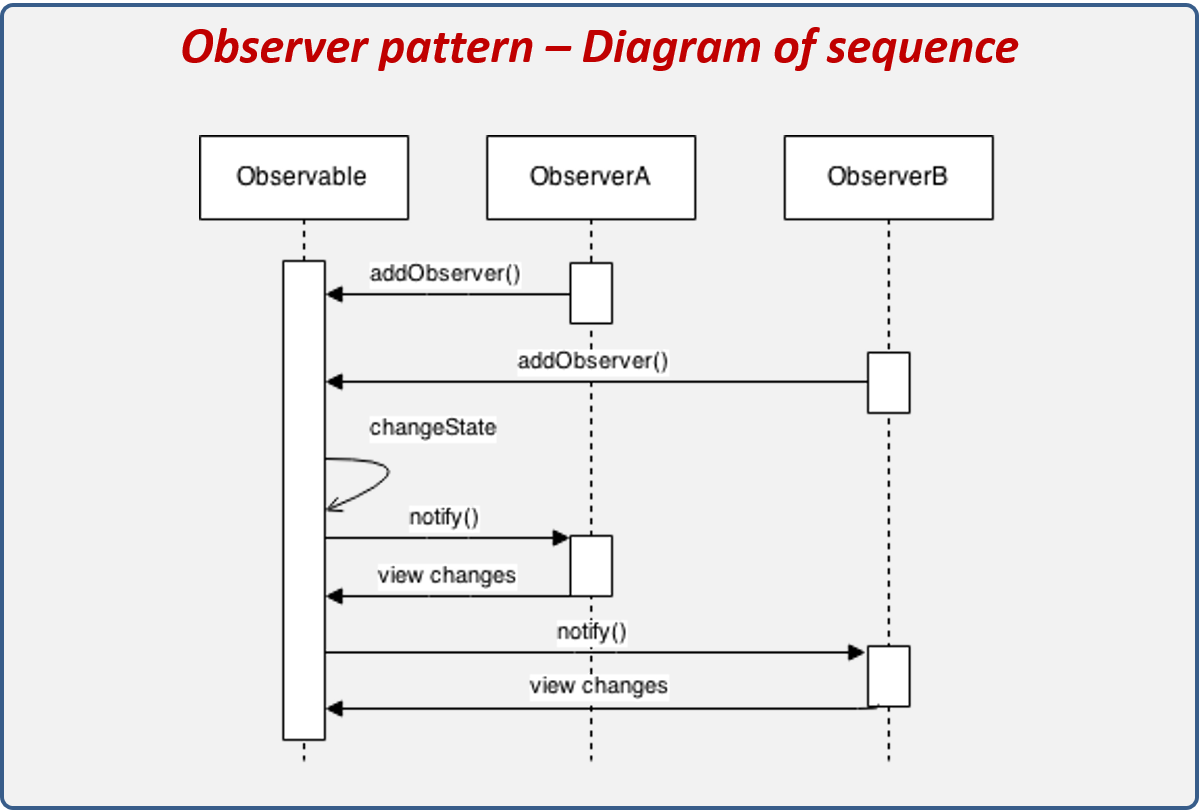 Observer pattern – Diagram of sequence
Observable
ObserverA
ObserverB
addObserver()
addObserver()
changeState
notify()
view changes
notify()
view changes